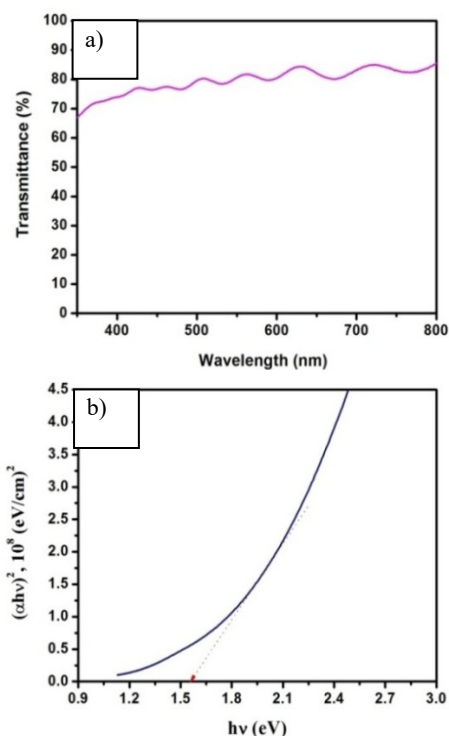 a)
100
90
80
70
60
50
40
30
20
10
0
Transmittance (%)
400 500 600 700 800
Wavelength (nm)
b)
4.5
4.0
3.5
3.0
2.5
2.0
1.5
1.0
0.5
0.0
(αhν)², 10⁸ (eV/cm)²
0.9 1.2 1.5 1.8 2.1 2.4 2.7 3.0
hν (eV)